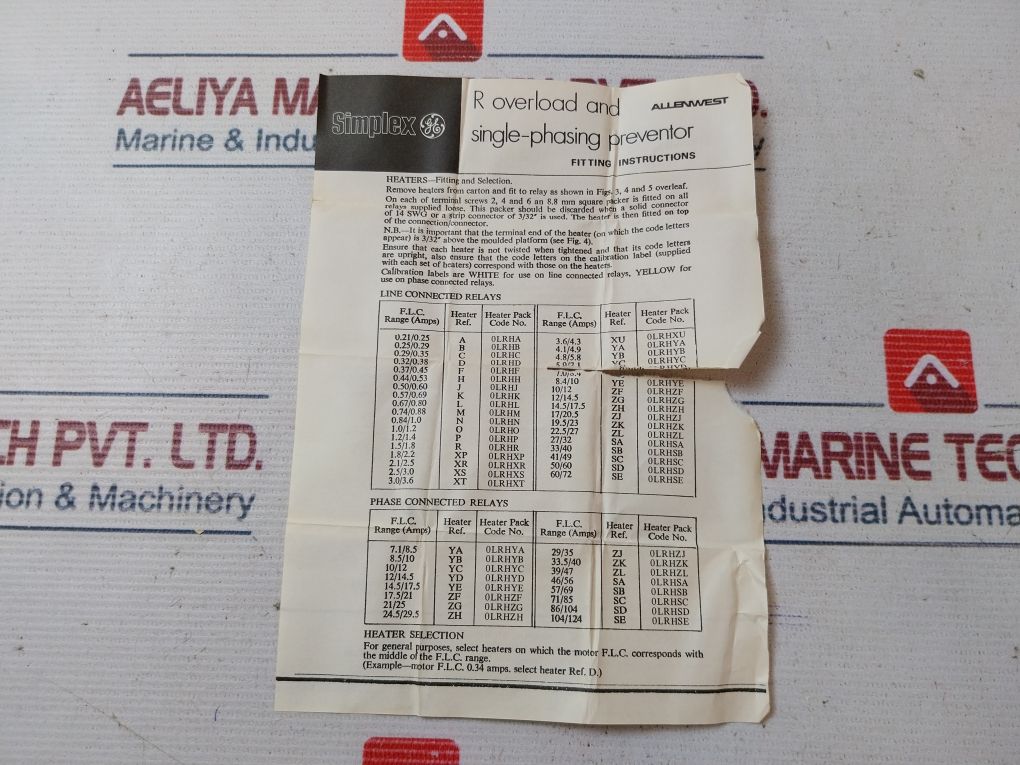 AELIYA MA
PVT. LTD.
Marine & Indu
Simplex GE
R overload and
single-phasing preventor
ALLENWEST
FITTING INSTRUCTIONS
HEATERS—Fitting and Selection.
Remove heaters from carton and fit to relay as shown in Figs. 3, 4 and 5 overleaf.
On each of terminal screws 2, 4 and 6 an 8.8 mm square packer is fitted on all
relays supplied loose. This packer should be discarded when a solid connector
of 14 SWG or a strip connector of 3/32" is used. The heater is then fitted on top
of the connection/connector.
N.B.—It is important that the terminal end of the heater (on which the code letters
appear) is 3/32" above the moulded platform (see Fig. 4).
Ensure that each heater is not twisted when tightened and that its code letters
are upright, also ensure that the code letters on the calibration label (supplied
with each set of heaters) correspond with those on the heaters.
Calibration labels are WHITE for use on line connected relays, YELLOW for
use on phase connected relays.
LINE CONNECTED RELAYS
F.L.C. Range (Amps) Heater Ref. Heater Pack Code No.
0.21/0.25 A 0LRHA
0.25/0.29 B 0LRHB
0.29/0.35 C 0LRHC
0.32/0.38 D 0LRHD
0.37/0.45 F 0LRHF
0.44/0.53 H 0LRHH
0.50/0.60 J 0LRHJ
0.57/0.69 K 0LRHK
0.67/0.80 L 0LRHL
0.74/0.88 M 0LRHM
0.84/1.0 N 0LRHN
1.0/1.2 O 0LRHO
1.2/1.4 P 0LRHP
1.5/1.8 R 0LRHR
1.8/2.2 XP 0LRHXP
2.1/2.5 XR 0LRHXR
2.5/3.0 XS 0LRHXS
3.0/3.6 XT 0LRHXT
F.L.C. Range (Amps) Heater Ref. Heater Pack Code No.
3.6/4.3 XU 0LRHXU
4.1/4.9 YA 0LRHYA
4.8/5.8 YB 0LRHYB
YC 0LRHYC
0LRHYD
8.4/10 YE 0LRHYE
10/12 ZF 0LRHZF
12/14.5 ZG 0LRHZG
14.5/17.5 ZH 0LRHZH
17/20.5 ZJ 0LRHZJ
19.5/23 ZK 0LRHZK
22.5/27 ZL 0LRHZL
27/32 SA 0LRHSA
33/40 SB 0LRHSB
41/49 SC 0LRHSC
50/60 SD 0LRHSD
60/72 SE 0LRHSE
PHASE CONNECTED RELAYS
F.L.C. Range (Amps) Heater Ref. Heater Pack Code No.
7.1/8.5 YA 0LRHYA
8.5/10 YB 0LRHYB
10/12 YC 0LRHYC
12/14.5 YD 0LRHYD
14.5/17.5 YE 0LRHYE
17.5/21 ZF 0LRHZF
21/25 ZG 0LRHZG
24.5/29.5 ZH 0LRHZH
F.L.C. Range (Amps) Heater Ref. Heater Pack Code No.
29/35 ZJ 0LRHZJ
33.5/40 ZK 0LRHZK
39/47 ZL 0LRHZL
46/56 SA 0LRHSA
57/69 SB 0LRHSB
71/85 SC 0LRHSC
86/104 SD 0LRHSD
104/124 SE 0LRHSE
HEATER SELECTION
For general purposes, select heaters on which the motor F.L.C. corresponds with
the middle of the F.L.C. range.
(Example—motor F.L.C. 0.34 amps. select heater Ref. D.)
CH PVT. LTD.
ion & Machinery
MARINE TEC
ndustrial Automa